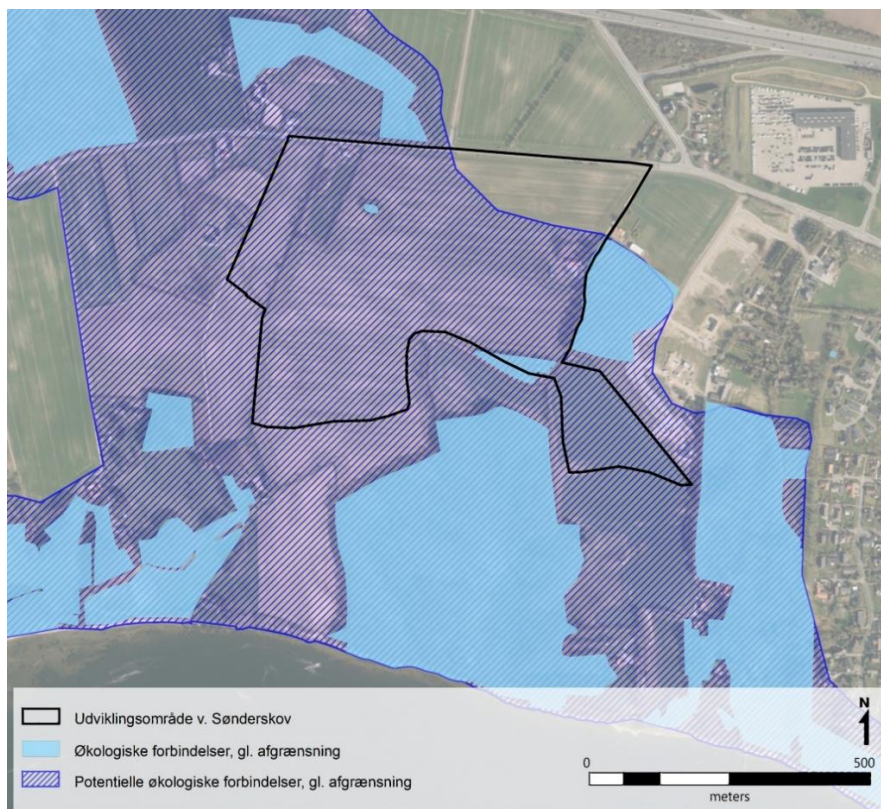 Udviklingsområde v. Sønderskov
Økologiske forbindelser, gl. afgrænsning
Potentielle økologiske forbindelser, gl. afgrænsning
N
0 500
meters